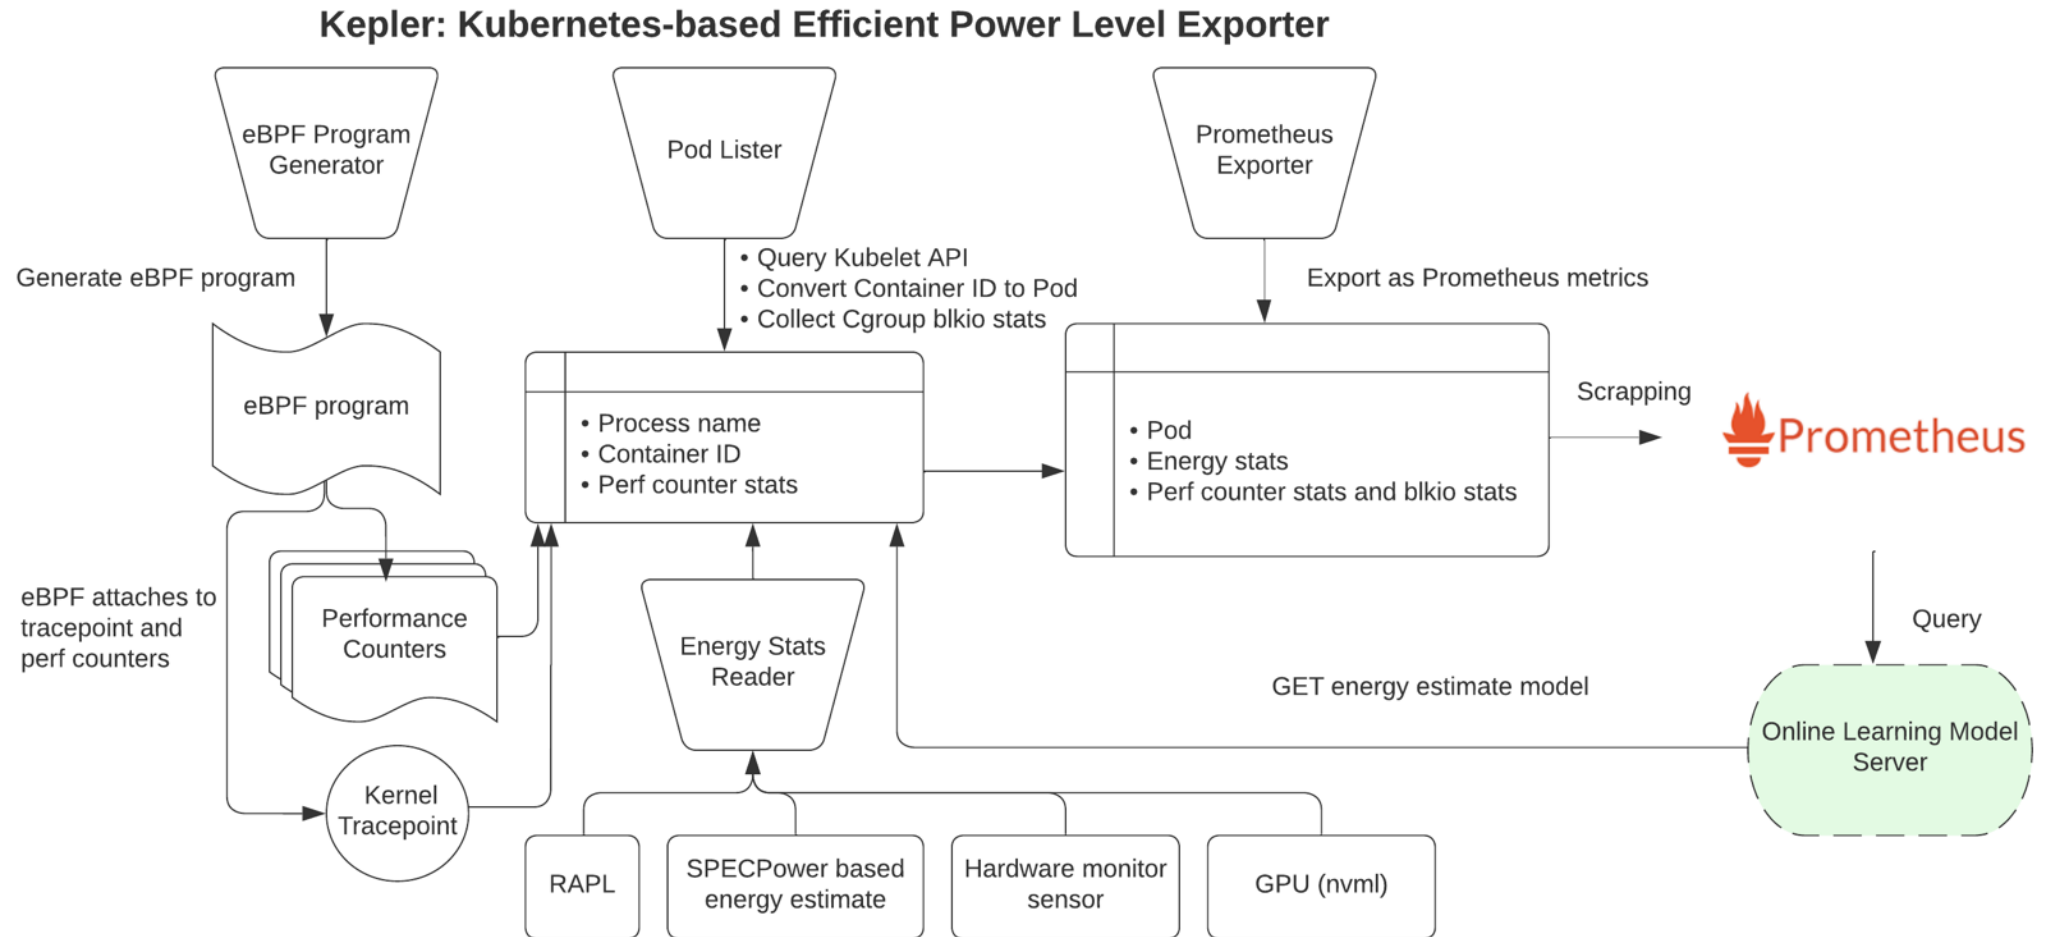 Kepler: Kubernetes-based Efficient Power Level Exporter
eBPF Program
Generator
Pod Lister
Prometheus
Exporter
Generate eBPF program
• Query Kubelet API
• Convert Container ID to Pod
• Collect Cgroup blkio stats
Export as Prometheus metrics
eBPF program
• Process name
• Container ID
• Perf counter stats
• Pod
• Energy stats
• Perf counter stats and blkio stats
Scrapping
Prometheus
eBPF attaches to
tracepoint and
perf counters
Performance
Counters
Energy Stats
Reader
Query
GET energy estimate model
Online Learning Model
Server
Kernel
Tracepoint
RAPL
SPECPower based
energy estimate
Hardware monitor
sensor
GPU (nvml)